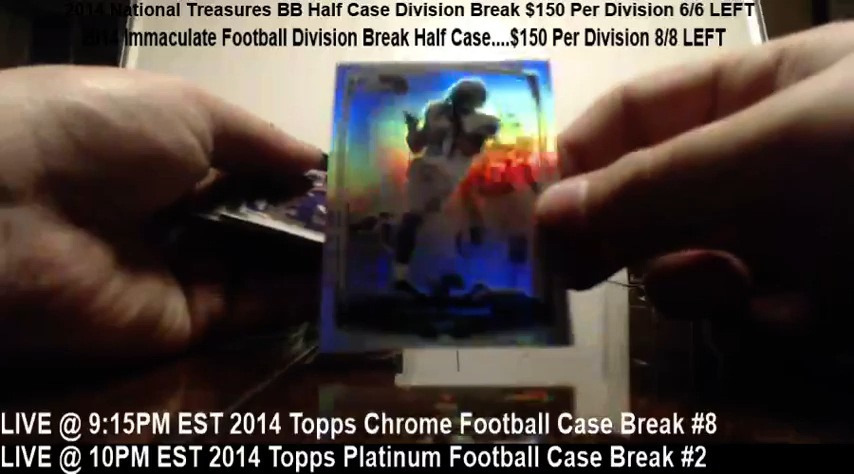 2014 National Treasures BB Half Case Division Break $150 Per Division 6/6 LEFT
2014 Immaculate Football Division Break Half Case....$150 Per Division 8/8 LEFT
LIVE @ 9:15PM EST 2014 Topps Chrome Football Case Break #8
LIVE @ 10PM EST 2014 Topps Platinum Football Case Break #2